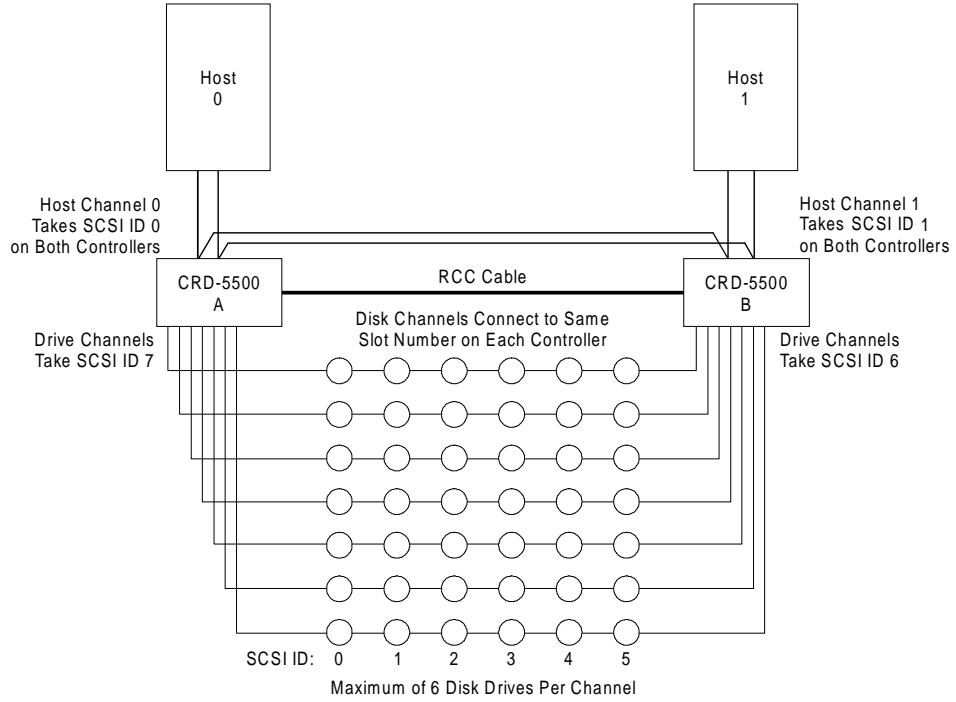 Host
0
Host
1
Host Channel 0
Takes SCSI ID 0
on Both Controllers
Host Channel 1
Takes SCSI ID 1
on Both Controllers
CRD-5500
A
RCC Cable
CRD-5500
B
Drive Channels
Take SCSI ID 7
Disk Channels Connect to Same
Slot Number on Each Controller
Drive Channels
Take SCSI ID 6
SCSI ID: 0 1 2 3 4 5
Maximum of 6 Disk Drives Per Channel